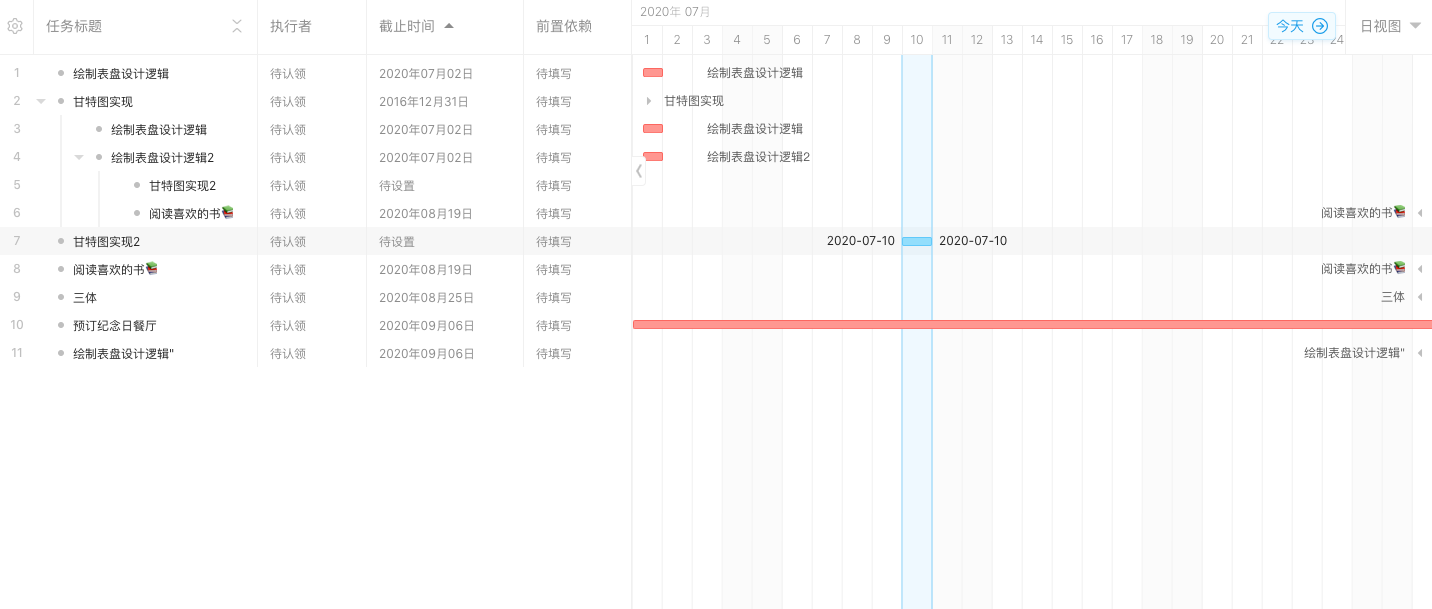 任务标题 执行者 截止时间 前置依赖 2020年 07月 今天 日视图
1 2 3 4 5 6 7 8 9 10 11 12 13 14 15 16 17 18 19 20 21 22 23 24
1 绘制表盘设计逻辑 待认领 2020年07月02日 待填写 绘制表盘设计逻辑
2 甘特图实现 待认领 2016年12月31日 待填写 甘特图实现
3 绘制表盘设计逻辑 待认领 2020年07月02日 待填写 绘制表盘设计逻辑
4 绘制表盘设计逻辑2 待认领 2020年07月02日 待填写 绘制表盘设计逻辑2
5 甘特图实现2 待认领 待设置 待填写
6 阅读喜欢的书📚 待认领 2020年08月19日 待填写 阅读喜欢的书📚
7 甘特图实现2 待认领 待设置 待填写 2020-07-10 2020-07-10
8 阅读喜欢的书📚 待认领 2020年08月19日 待填写 阅读喜欢的书📚
9 三体 待认领 2020年08月25日 待填写 三体
10 预订纪念日餐厅 待认领 2020年09月06日 待填写
11 绘制表盘设计逻辑" 待认领 2020年09月06日 待填写 绘制表盘设计逻辑"